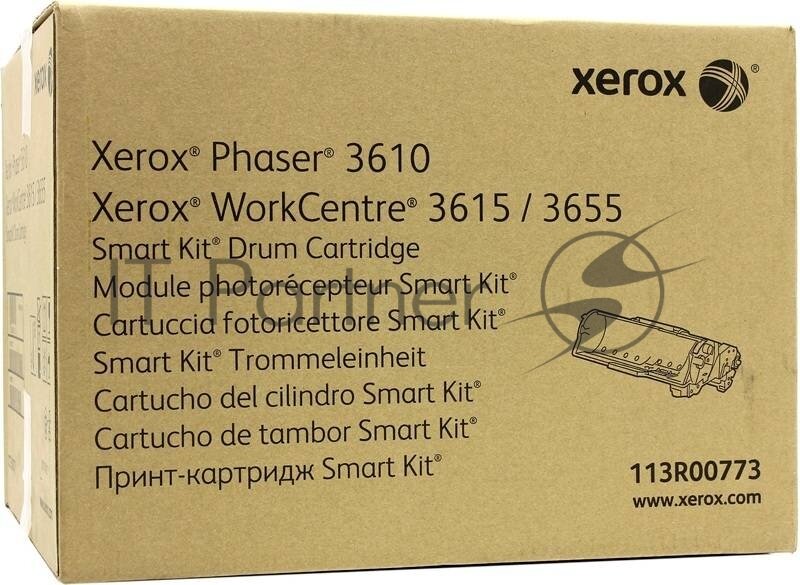 xerox®
Xerox® Phaser® 3610
Xerox® WorkCentre® 3615 / 3655
Smart Kit® Drum Cartridge
Module photorécepteur Smart Kit®
Cartuccia fotoricettore Smart Kit®
Smart Kit® Trommeleinheit
Cartucho del cilindro Smart Kit®
Cartucho de tambor Smart Kit®
Принт-картридж Smart Kit®
113R00773
www.xerox.com
IT Partner